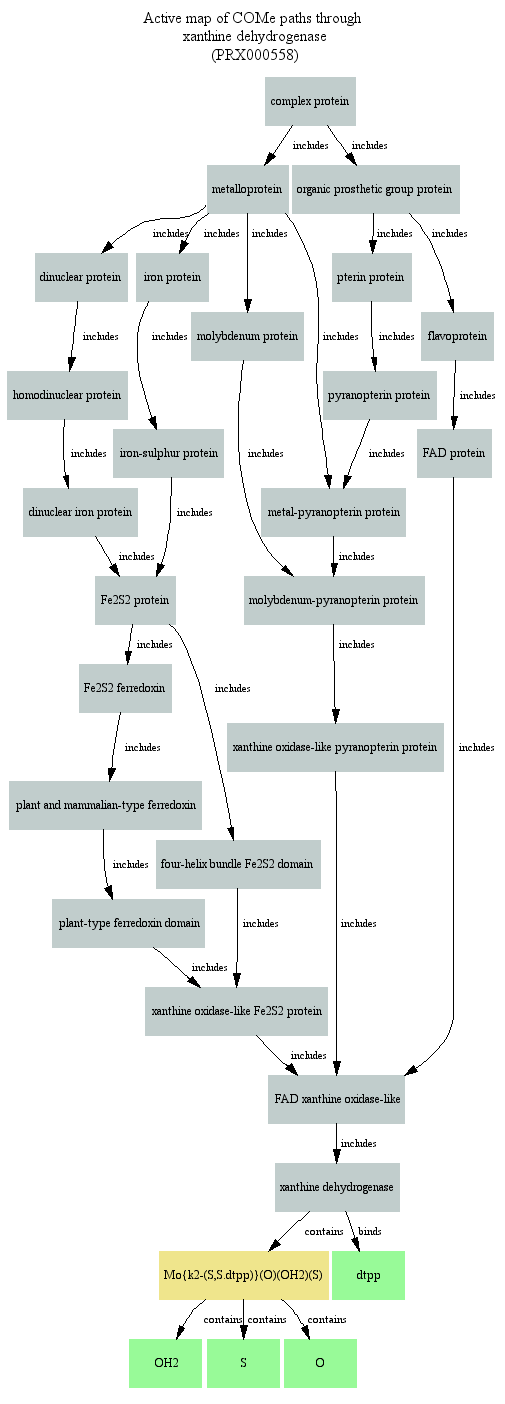 Active map of COMe paths through
xanthine dehydrogenase
(PRX000558)
complex protein
includes
includes
metalloprotein
organic prosthetic group protein
includes
includes
includes
includes
includes
dinuclear protein
iron protein
pterin protein
molybdenum protein
flavoprotein
includes
includes
includes
includes
includes
homodinuclear protein
pyranopterin protein
iron-sulphur protein
FAD protein
includes
includes
includes
dinuclear iron protein
includes
metal-pyranopterin protein
includes
includes
Fe2S2 protein
molybdenum-pyranopterin protein
includes
includes
Fe2S2 ferredoxin
includes
includes
xanthine oxidase-like pyranopterin protein
includes
plant and mammalian-type ferredoxin
includes
four-helix bundle Fe2S2 domain
plant-type ferredoxin domain
includes
includes
includes
xanthine oxidase-like Fe2S2 protein
includes
FAD xanthine oxidase-like
includes
xanthine dehydrogenase
contains
binds
Mo{k2-(S,S.dtpp)}(O)(OH2)(S)
dtpp
contains
contains
contains
OH2
S
O